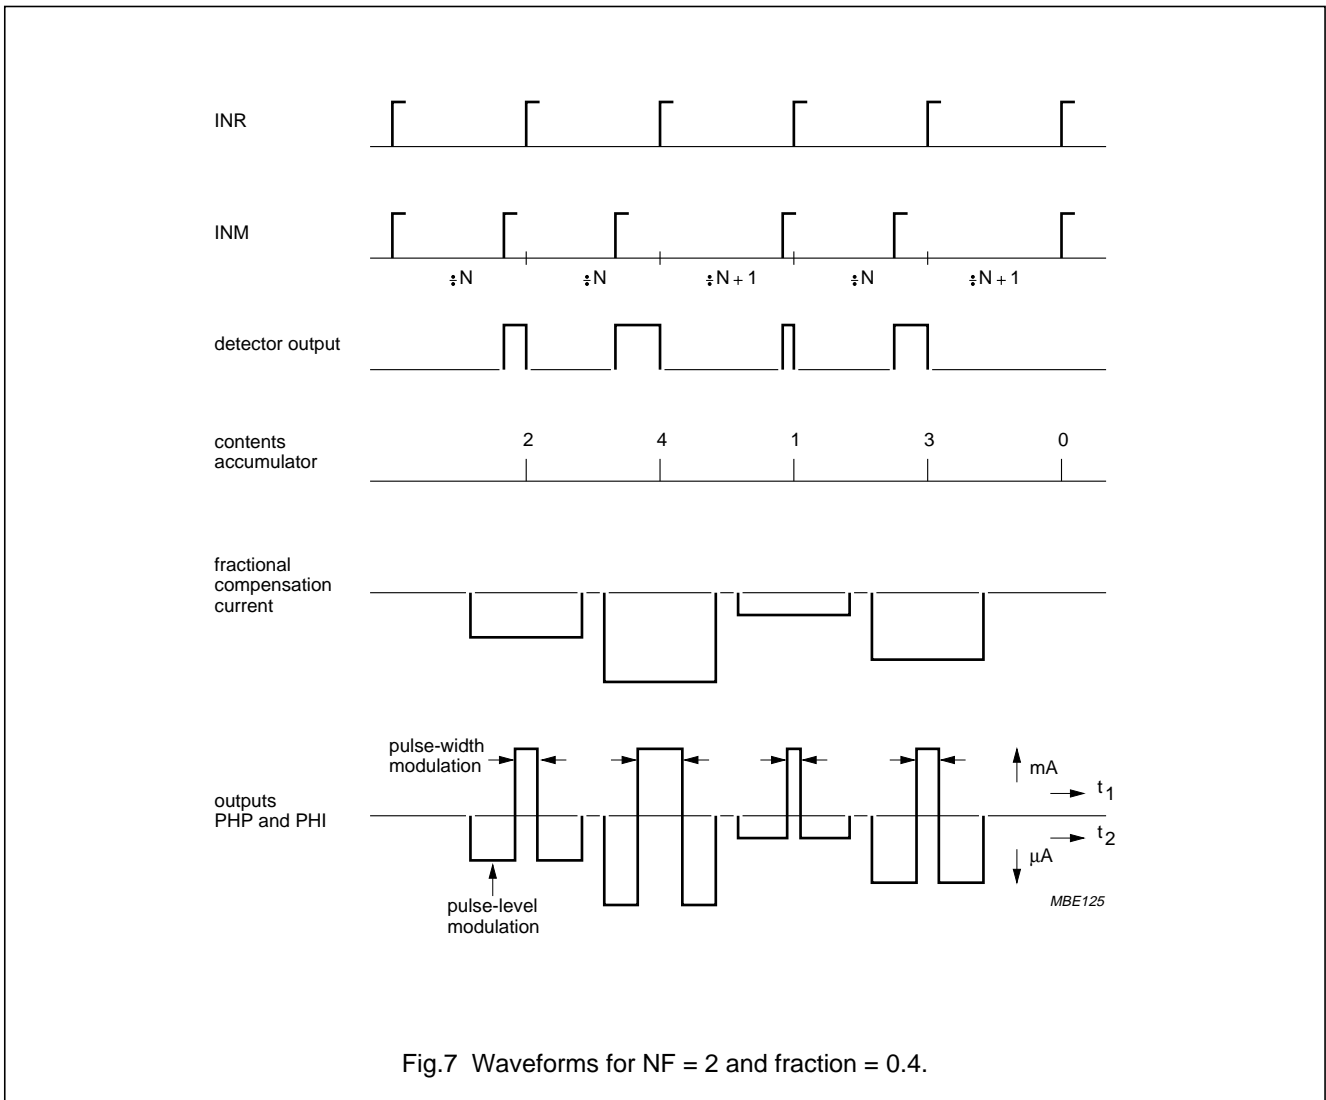 INR
INM
÷N ÷N ÷N + 1 ÷N ÷N + 1
detector output
contents
accumulator
2 4 1 3 0
fractional
compensation
current
pulse-width
modulation
outputs
PHP and PHI
mA
t1
t2
µA
pulse-level
modulation
MBE125
Fig.7 Waveforms for NF = 2 and fraction = 0.4.